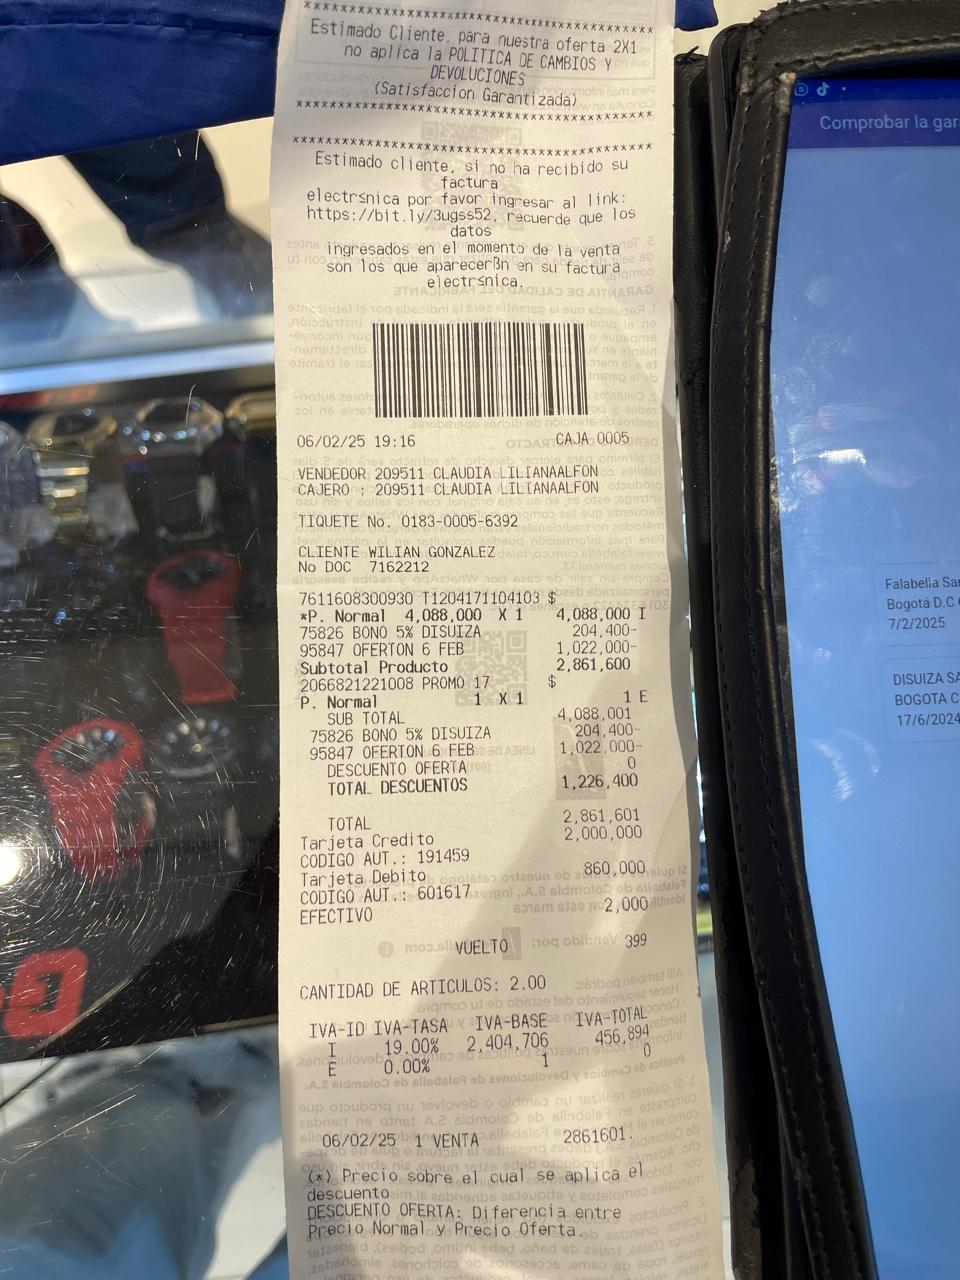 ********************************************
Estimado Cliente, para nuestra oferta 2X1
no aplica la POLITICA DE CAMBIOS Y
DEVOLUCIONES
(Satisfaccion Garantizada)
********************************************
********************************************
Estimado cliente, si no ha recibido su
factura
electr≤nica por favor ingresar al link:
https://bit.ly/3ugss52, recuerde que los
datos
ingresados en el momento de la venta
son los que aparecerßn en su factura
electr≤nica.
06/02/25 19:16 CAJA 0005
VENDEDOR 209511 CLAUDIA LILIANAALFON
CAJERO : 209511 CLAUDIA LILIANAALFON
TIQUETE No. 0183-0005-6392
CLIENTE WILIAN GONZALEZ
No DOC 7162212
7611608300930 T1204171104103 $
*P. Normal 4,088,000 X 1 4,088,000 I
75826 BONO 5% DISUIZA 204,400-
95847 OFERTON 6 FEB 1,022,000-
Subtotal Producto 2,861,600
2066821221008 PROMO 17 $
P. Normal 1 X 1 1 E
SUB TOTAL 4,088,001
75826 BONO 5% DISUIZA 204,400-
95847 OFERTON 6 FEB 1,022,000-
DESCUENTO OFERTA 0
TOTAL DESCUENTOS 1,226,400
TOTAL 2,861,601
Tarjeta Credito 2,000,000
CODIGO AUT.: 191459
Tarjeta Debito 860,000
CODIGO AUT.: 601617
EFECTIVO 2,000
VUELTO 399
CANTIDAD DE ARTICULOS: 2.00
IVA-ID IVA-TASA IVA-BASE IVA-TOTAL
I 19.00% 2,404,706 456,894
E 0.00% 1 0
06/02/25 1 VENTA 2861601
(*) Precio sobre el cual se aplica el
descuento
DESCUENTO OFERTA: Diferencia entre
Precio Normal y Precio Oferta.
Comprobar la gar
Falabella Sa
Bogotá D.C
7/2/2025
DISUIZA SA
BOGOTA C
17/6/2024
G-